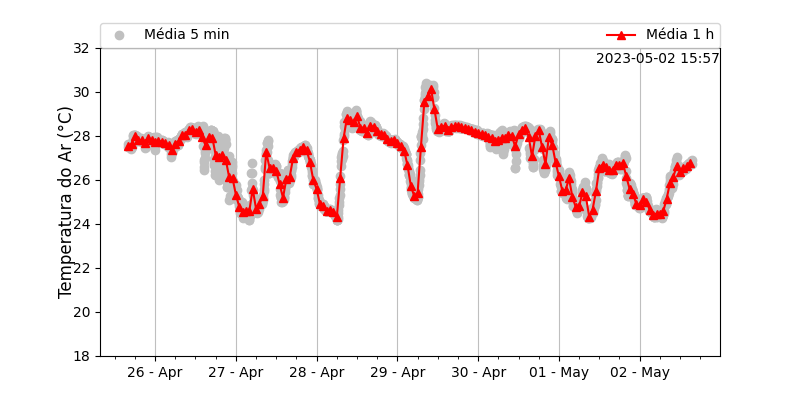 Média 5 min
Média 1 h
2023-05-02 15:57
Temperatura do Ar (°C)
32
30
28
26
24
22
20
18
26 - Apr
27 - Apr
28 - Apr
29 - Apr
30 - Apr
01 - May
02 - May